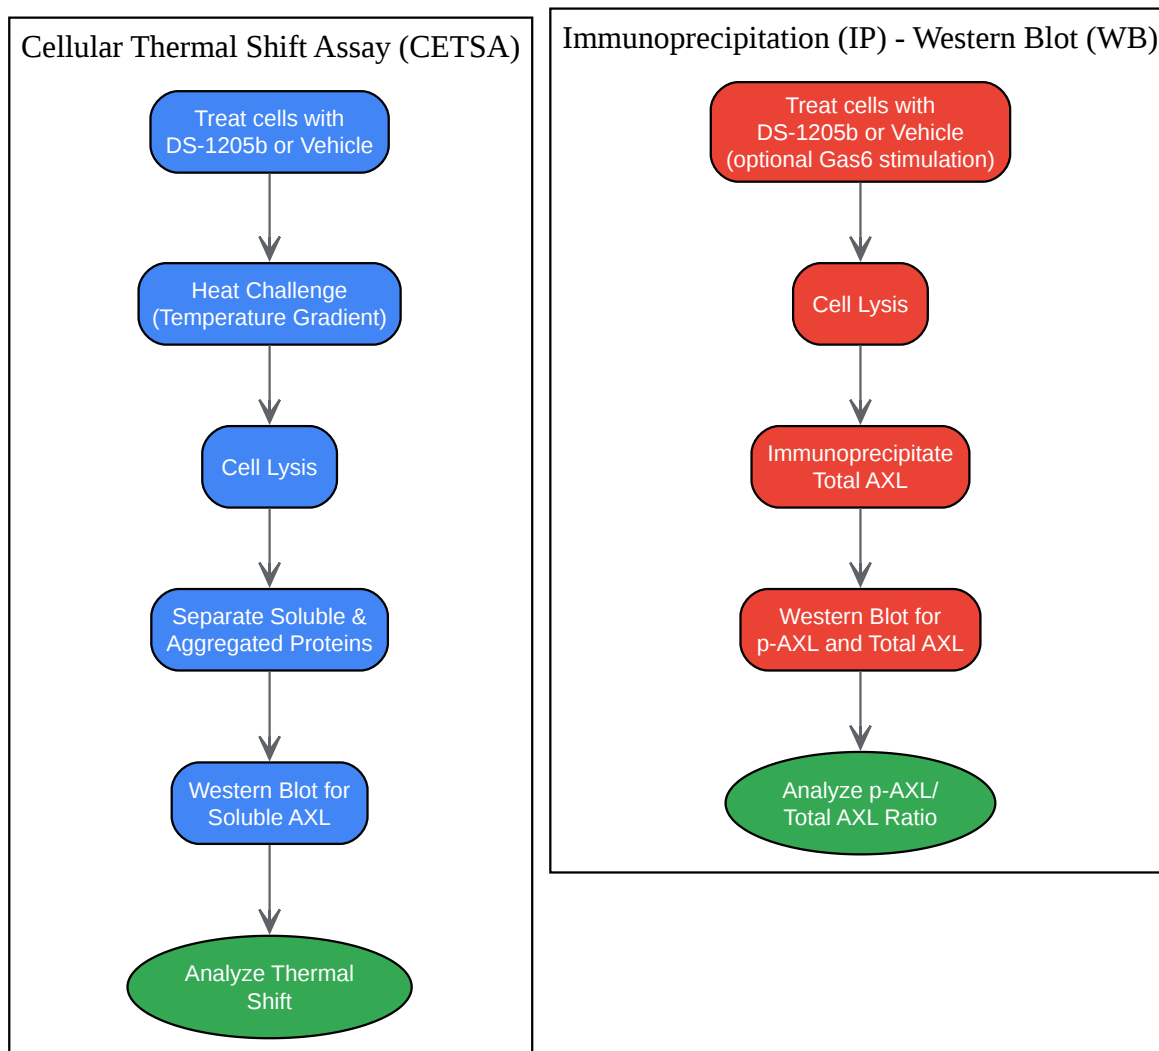 Cellular Thermal Shift Assay (CETSA)
Treat cells with
DS-1205b or Vehicle
Heat Challenge
(Temperature Gradient)
Cell Lysis
Separate Soluble &
Aggregated Proteins
Western Blot for
Soluble AXL
Analyze Thermal
Shift
Immunoprecipitation (IP) - Western Blot (WB)
Treat cells with
DS-1205b or Vehicle
(optional Gas6 stimulation)
Cell Lysis
Immunoprecipitate
Total AXL
Western Blot for
p-AXL and Total AXL
Analyze p-AXL/
Total AXL Ratio